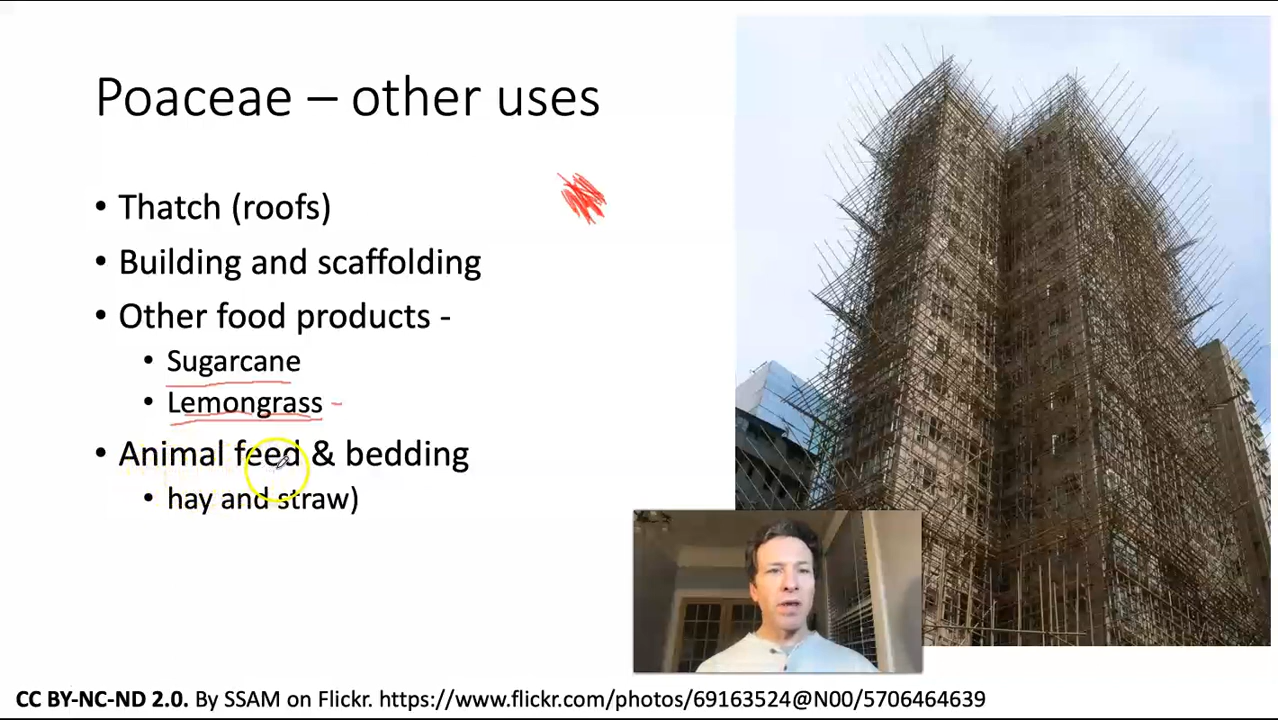 Poaceae – other uses
• Thatch (roofs)
• Building and scaffolding
• Other food products -
• Sugarcane
• Lemongrass
• Animal feed & bedding
• hay and straw)
CC BY-NC-ND 2.0. By SSAM on Flickr. https://www.flickr.com/photos/69163524@N00/5706464639